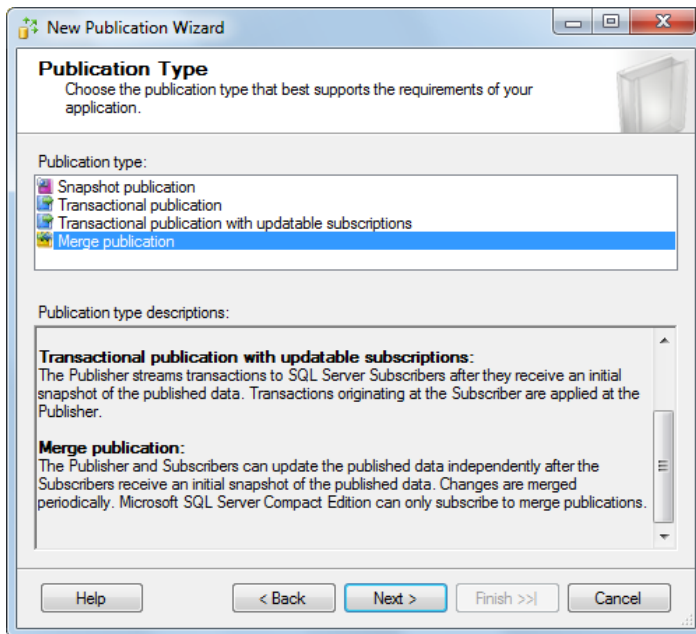 New Publication Wizard
Publication Type
Choose the publication type that best supports the requirements of your
application.
Publication type:
Snapshot publication
Transactional publication
Transactional publication with updatable subscriptions
Merge publication
Publication type descriptions:
Transactional publication with updatable subscriptions:
The Publisher streams transactions to SQL Server Subscribers after they receive an initial
snapshot of the published data. Transactions originating at the Subscriber are applied at the
Publisher.
Merge publication:
The Publisher and Subscribers can update the published data independently after the
Subscribers receive an initial snapshot of the published data. Changes are merged
periodically. Microsoft SQL Server Compact Edition can only subscribe to merge publications.
Help
< Back
Next >
Finish >>|
Cancel